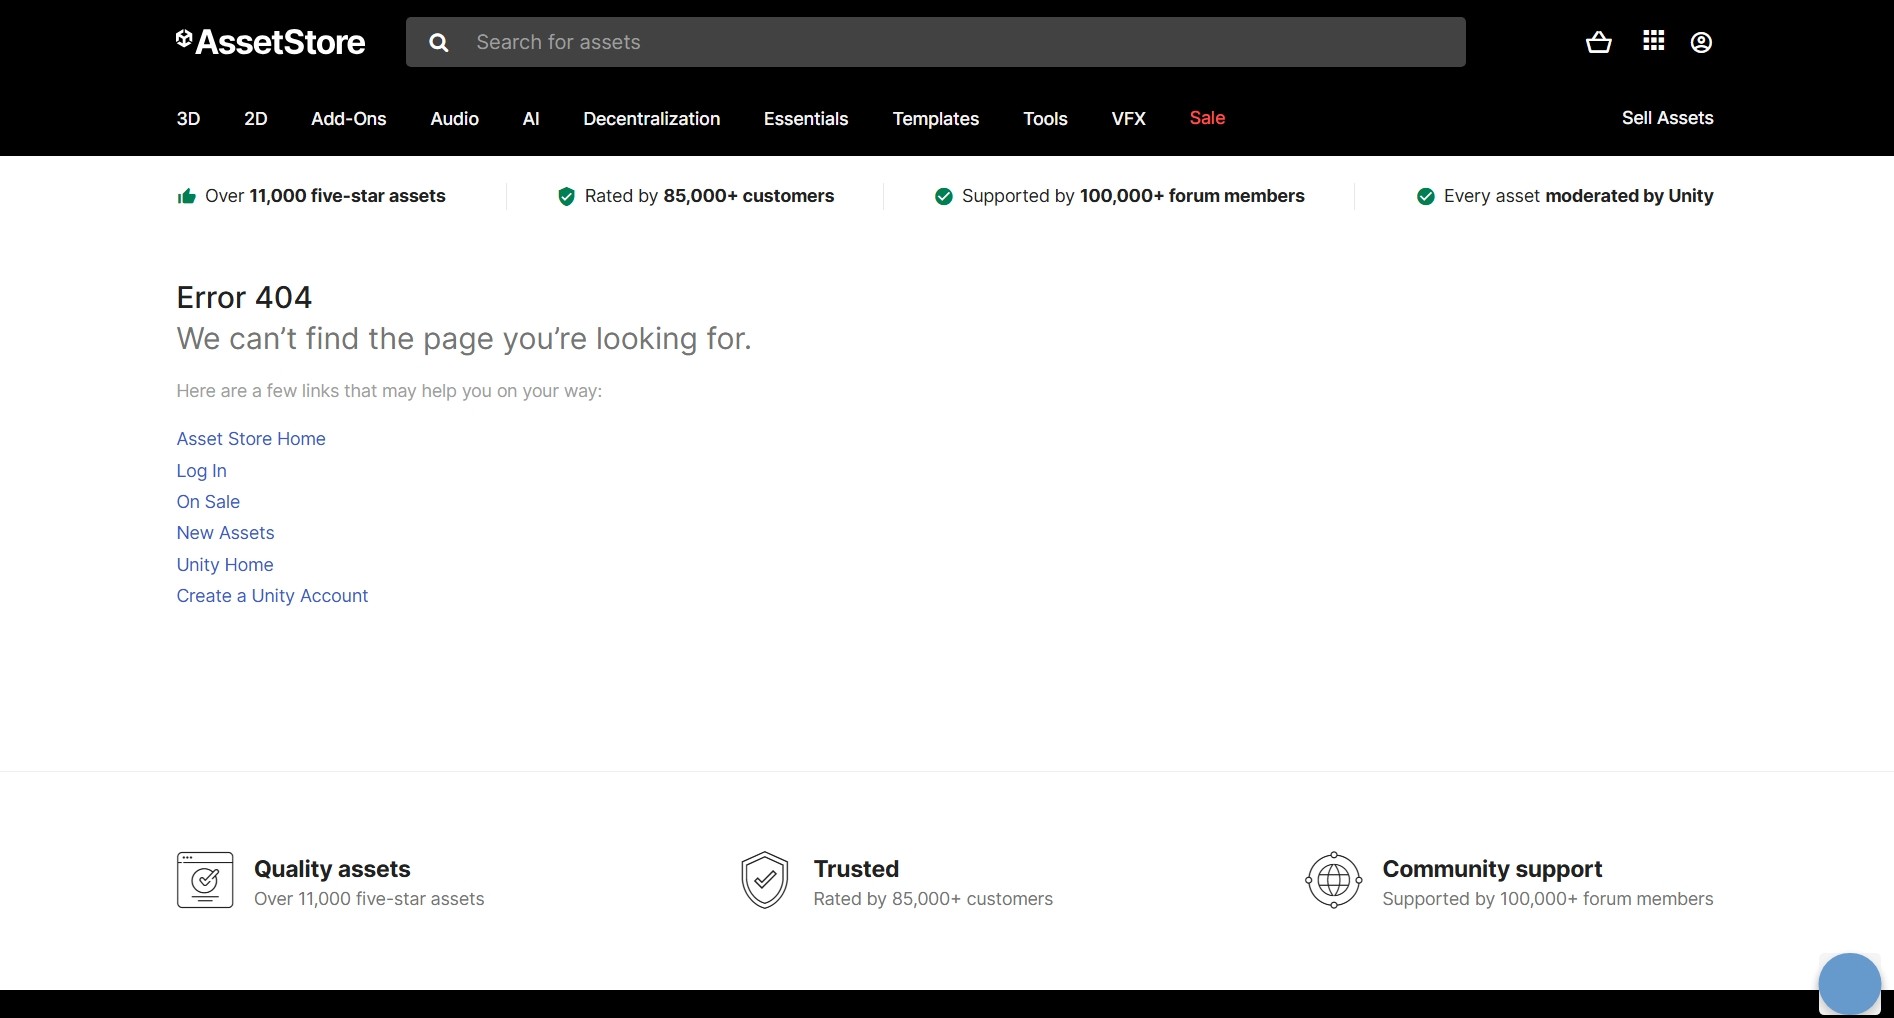 AssetStore
Search for assets
3D 2D Add-Ons Audio AI Decentralization Essentials Templates Tools VFX Sale Sell Assets
Over 11,000 five-star assets Rated by 85,000+ customers Supported by 100,000+ forum members Every asset moderated by Unity
Error 404
We can’t find the page you’re looking for.
Here are a few links that may help you on your way:
Asset Store Home
Log In
On Sale
New Assets
Unity Home
Create a Unity Account
Quality assets
Over 11,000 five-star assets
Trusted
Rated by 85,000+ customers
Community support
Supported by 100,000+ forum members